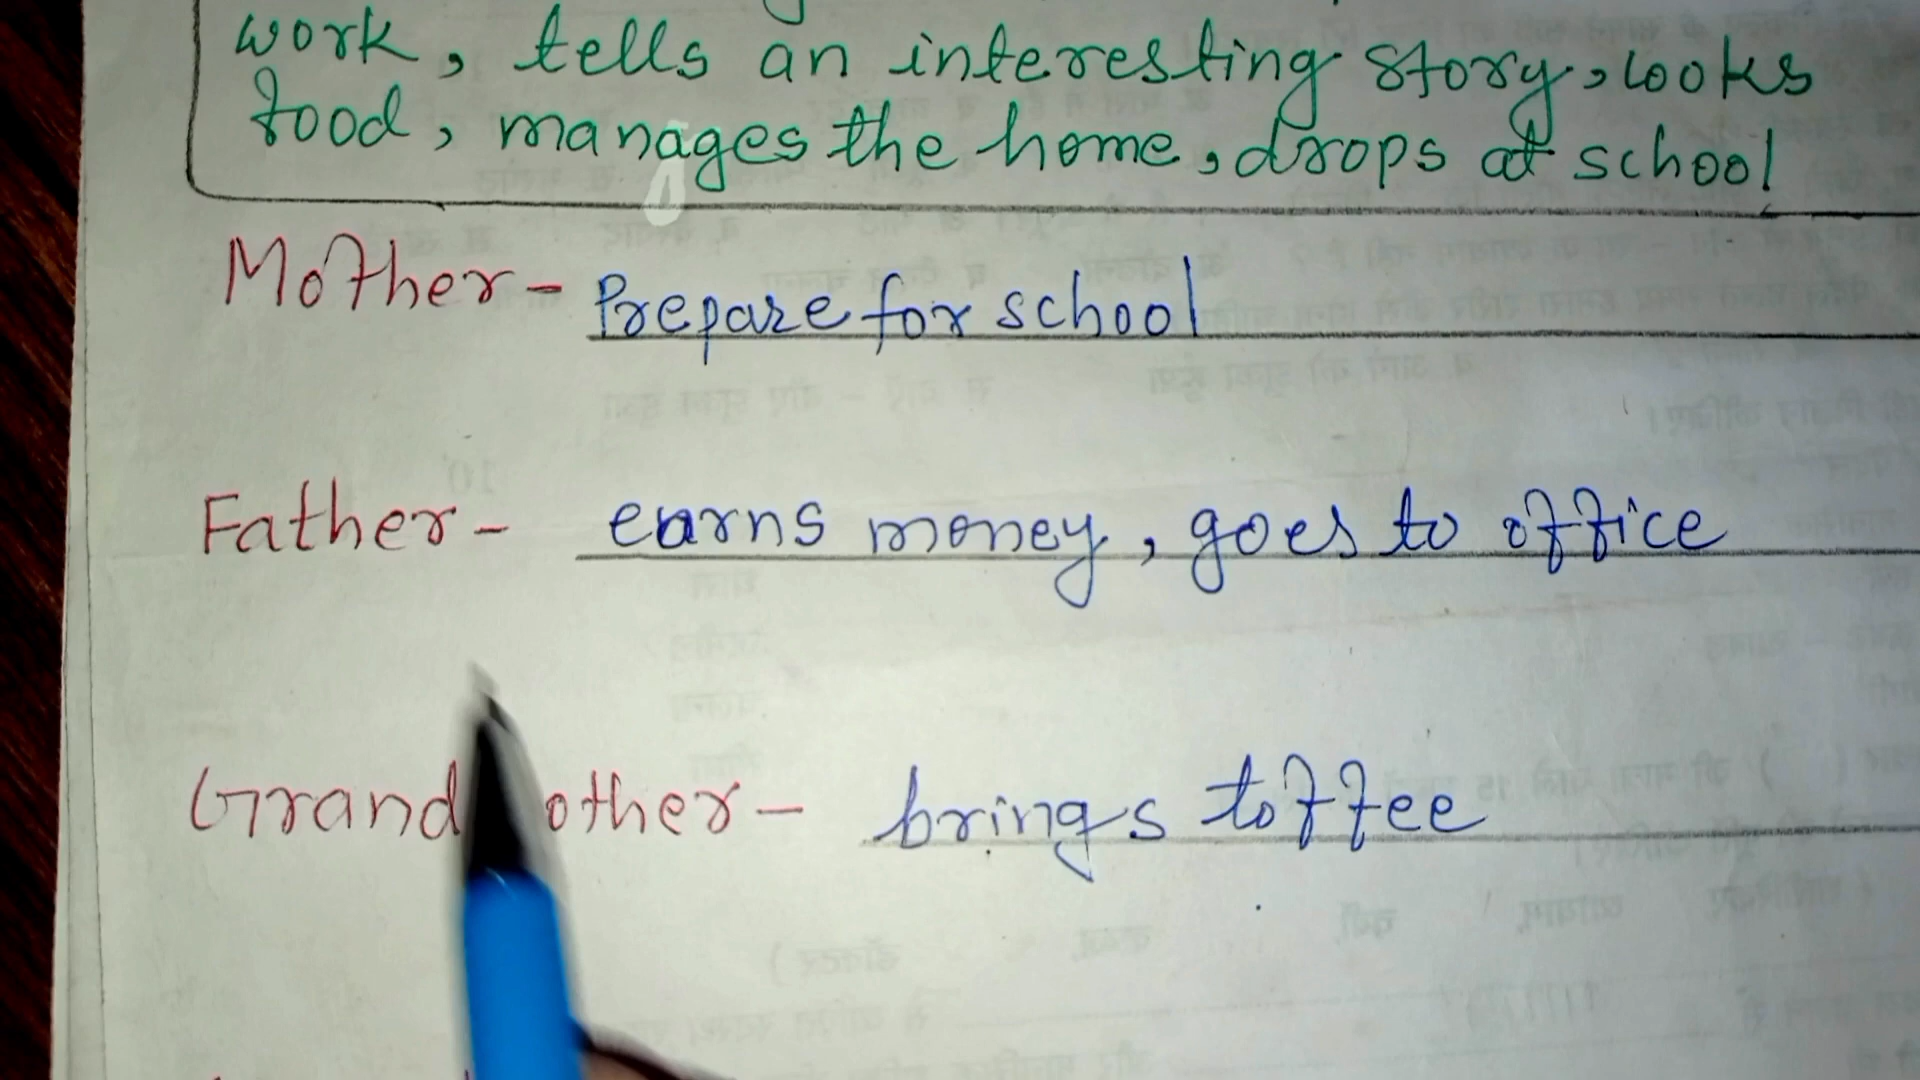 work, tells an interesting story, cooks
food, manages the home, drops at school
Mother - Prepare for school
Father - earns money, goes to office
Grand other - brings toffee